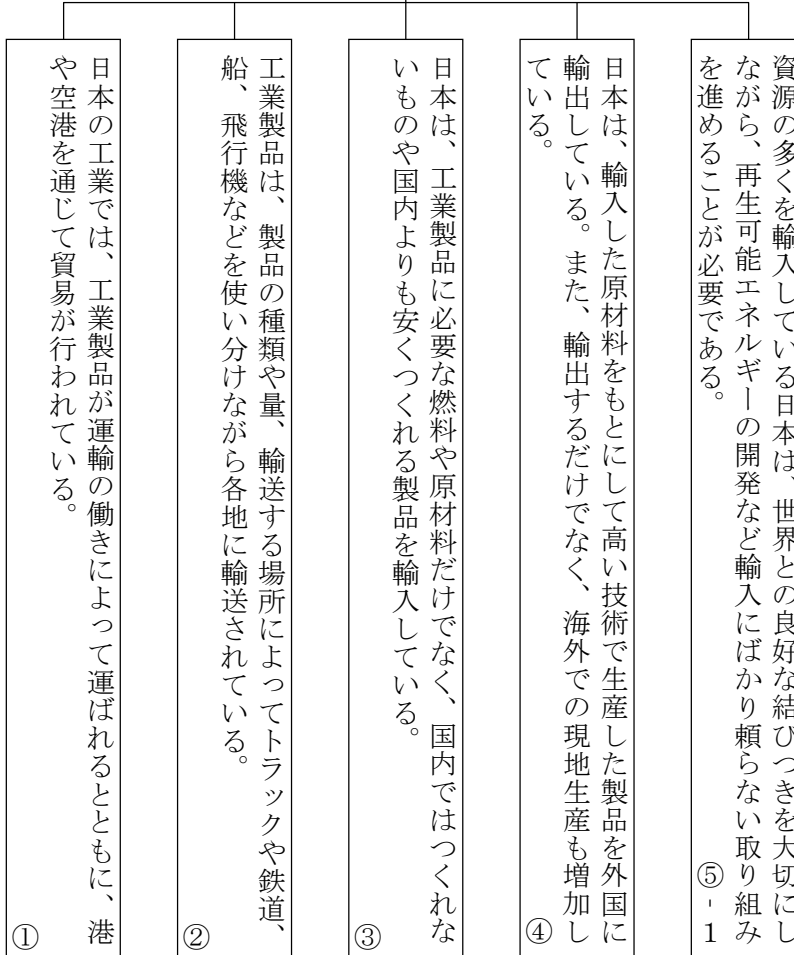 資源の多くを輸入している日本は、世界との良好な結びつきを大切にし
ながら、再生可能エネルギーの開発など輸入にばかり頼らない取り組み
を進めることが必要である。
⑤-1
日本は、輸入した原材料をもとにして高い技術で生産した製品を外国に
輸出している。また、輸出するだけでなく、海外での現地生産も増加し
ている。
④
日本は、工業製品に必要な燃料や原材料だけでなく、国内ではつくれな
いものや国内よりも安くつくれる製品を輸入している。
③
工業製品は、製品の種類や量、輸送する場所によってトラックや鉄道、
船、飛行機などを使い分けながら各地に輸送されている。
②
日本の工業では、工業製品が運輸の働きによって運ばれるとともに、港
や空港を通じて貿易が行われている。
①